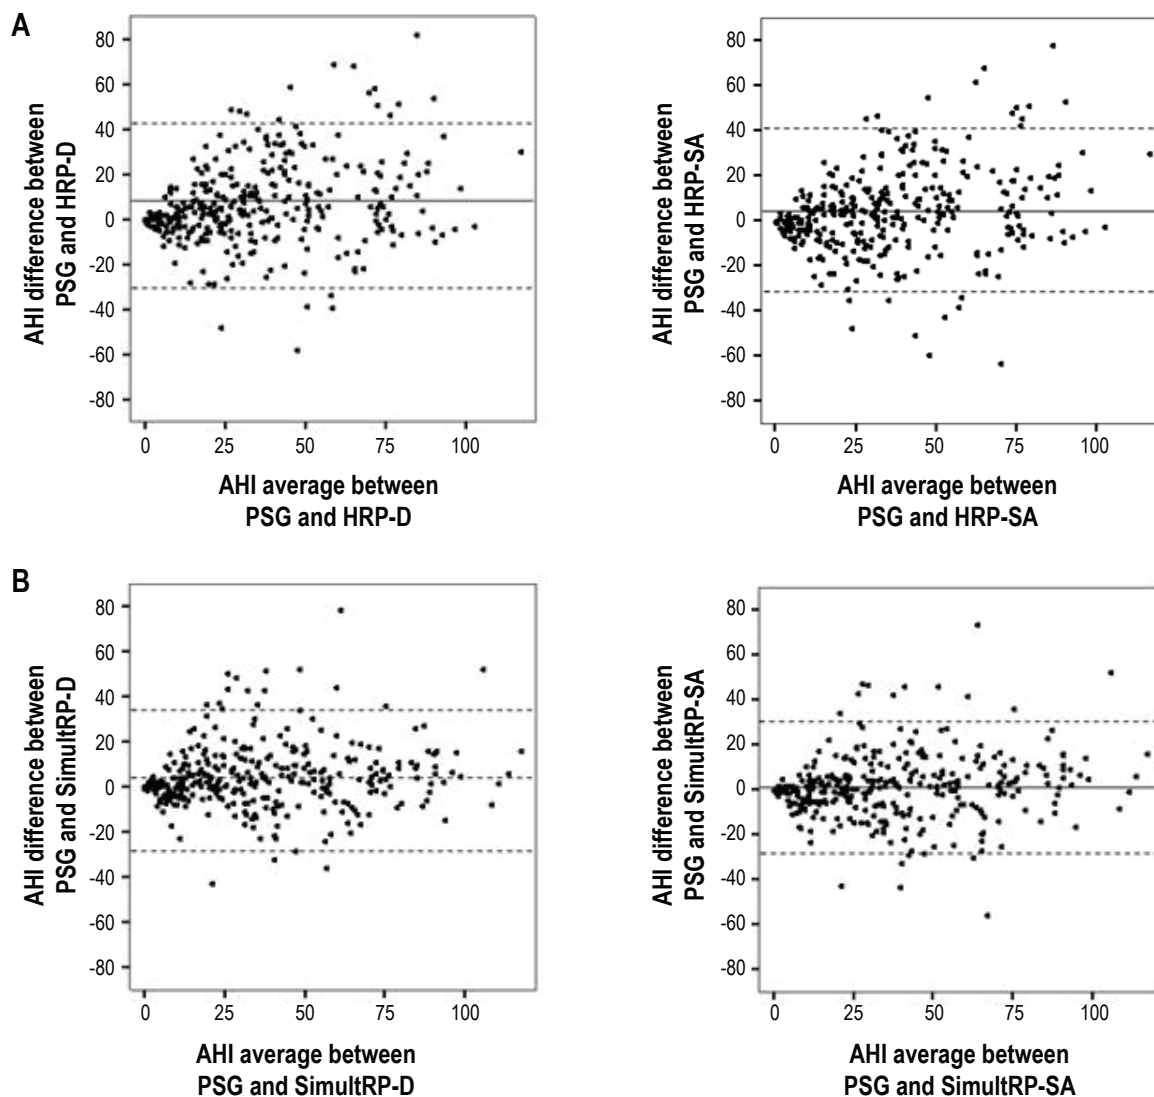 A
80
60
40
20
0
-20
-40
-60
-80
0 25 50 75 100
AHI difference between
PSG and HRP-D
AHI average between
PSG and HRP-D
80
60
40
20
0
-20
-40
-60
-80
0 25 50 75 100
AHI difference between
PSG and HRP-SA
AHI average between
PSG and HRP-SA
B
80
60
40
20
0
-20
-40
-60
-80
0 25 50 75 100
AHI difference between
PSG and SimultRP-D
AHI average between
PSG and SimultRP-D
80
60
40
20
0
-20
-40
-60
-80
0 25 50 75 100
AHI difference between
PSG and SimultRP-SA
AHI average between
PSG and SimultRP-SA